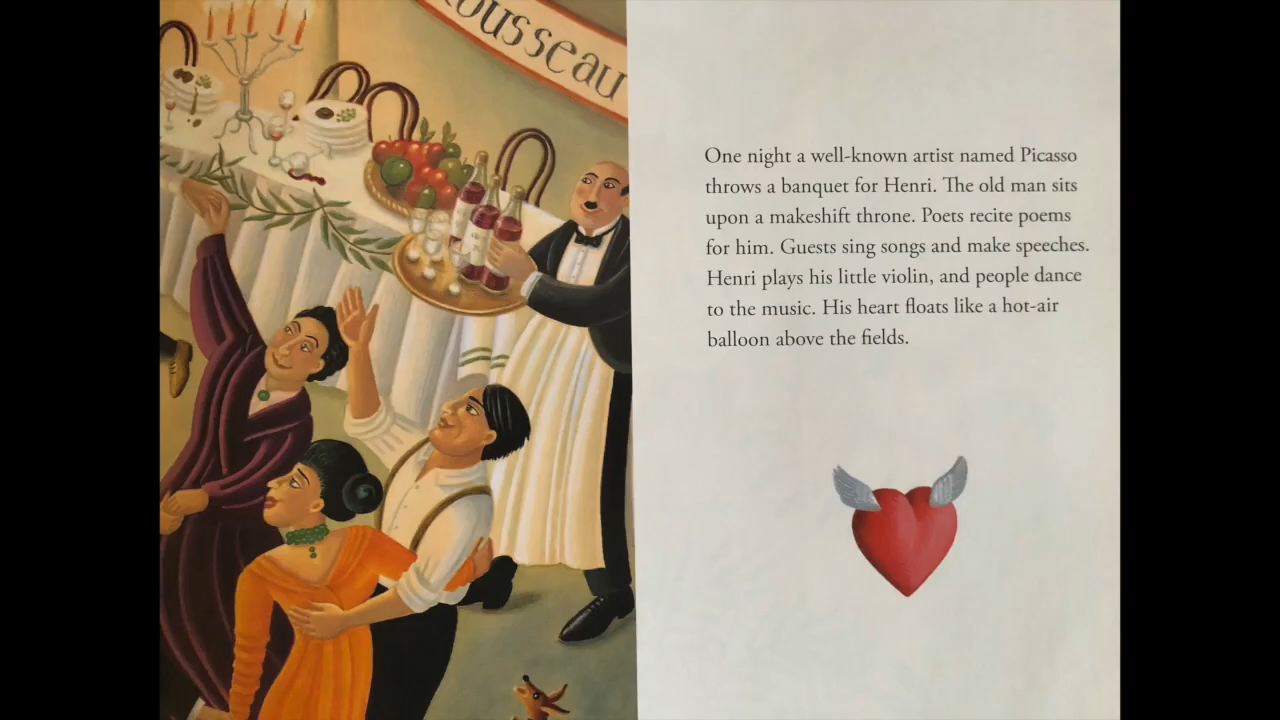 Rousseau
One night a well-known artist named Picasso
throws a banquet for Henri. The old man sits
upon a makeshift throne. Poets recite poems
for him. Guests sing songs and make speeches.
Henri plays his little violin, and people dance
to the music. His heart floats like a hot-air
balloon above the fields.